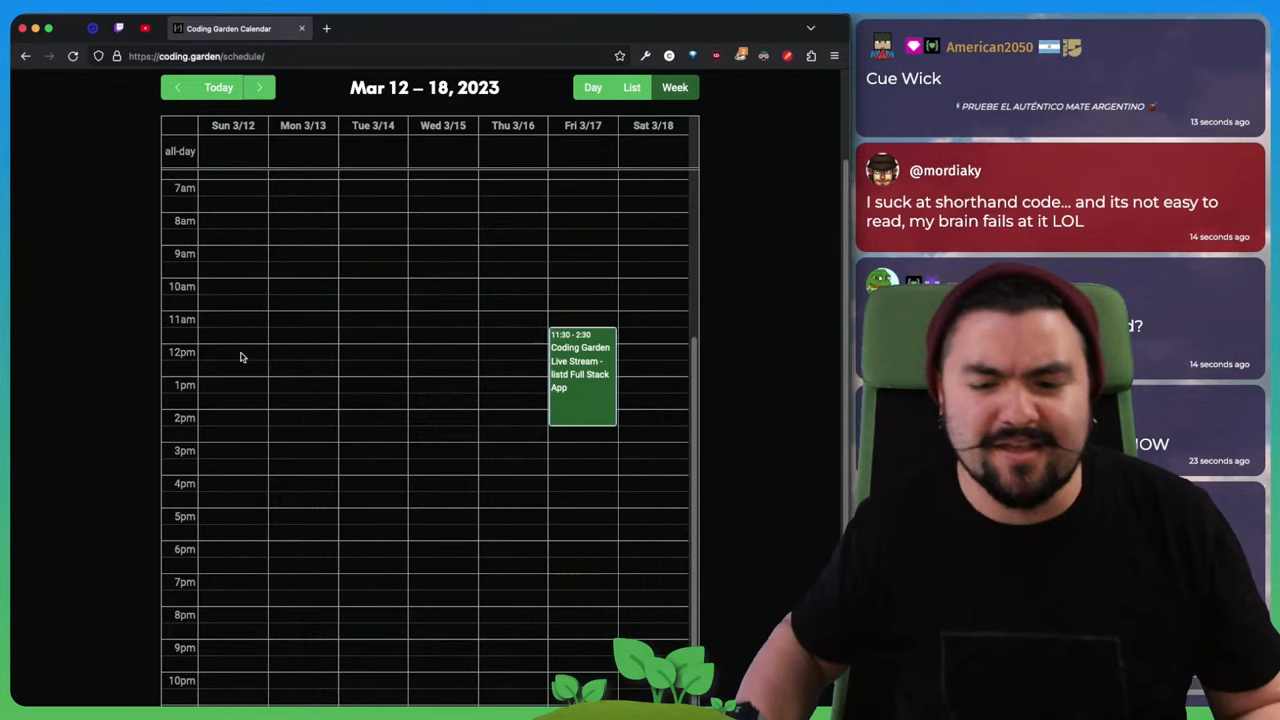 Coding Garden Calendar
https://coding.garden/schedule/
Today
Mar 12 – 18, 2023
Day
List
Week
Sun 3/12
Mon 3/13
Tue 3/14
Wed 3/15
Thu 3/16
Fri 3/17
Sat 3/18
all-day
7am
8am
9am
10am
11am
12pm
1pm
2pm
3pm
4pm
5pm
6pm
7pm
8pm
9pm
10pm
11:30 - 2:30
Coding Garden
Live Stream -
listd Full Stack
App
American2050
Cue Wick
PRUEBE EL AUTÉNTICO MATE ARGENTINO
13 seconds ago
@mordiaky
I suck at shorthand code... and its not easy to
read, my brain fails at it LOL
14 seconds ago
14 seconds ago
23 seconds ago